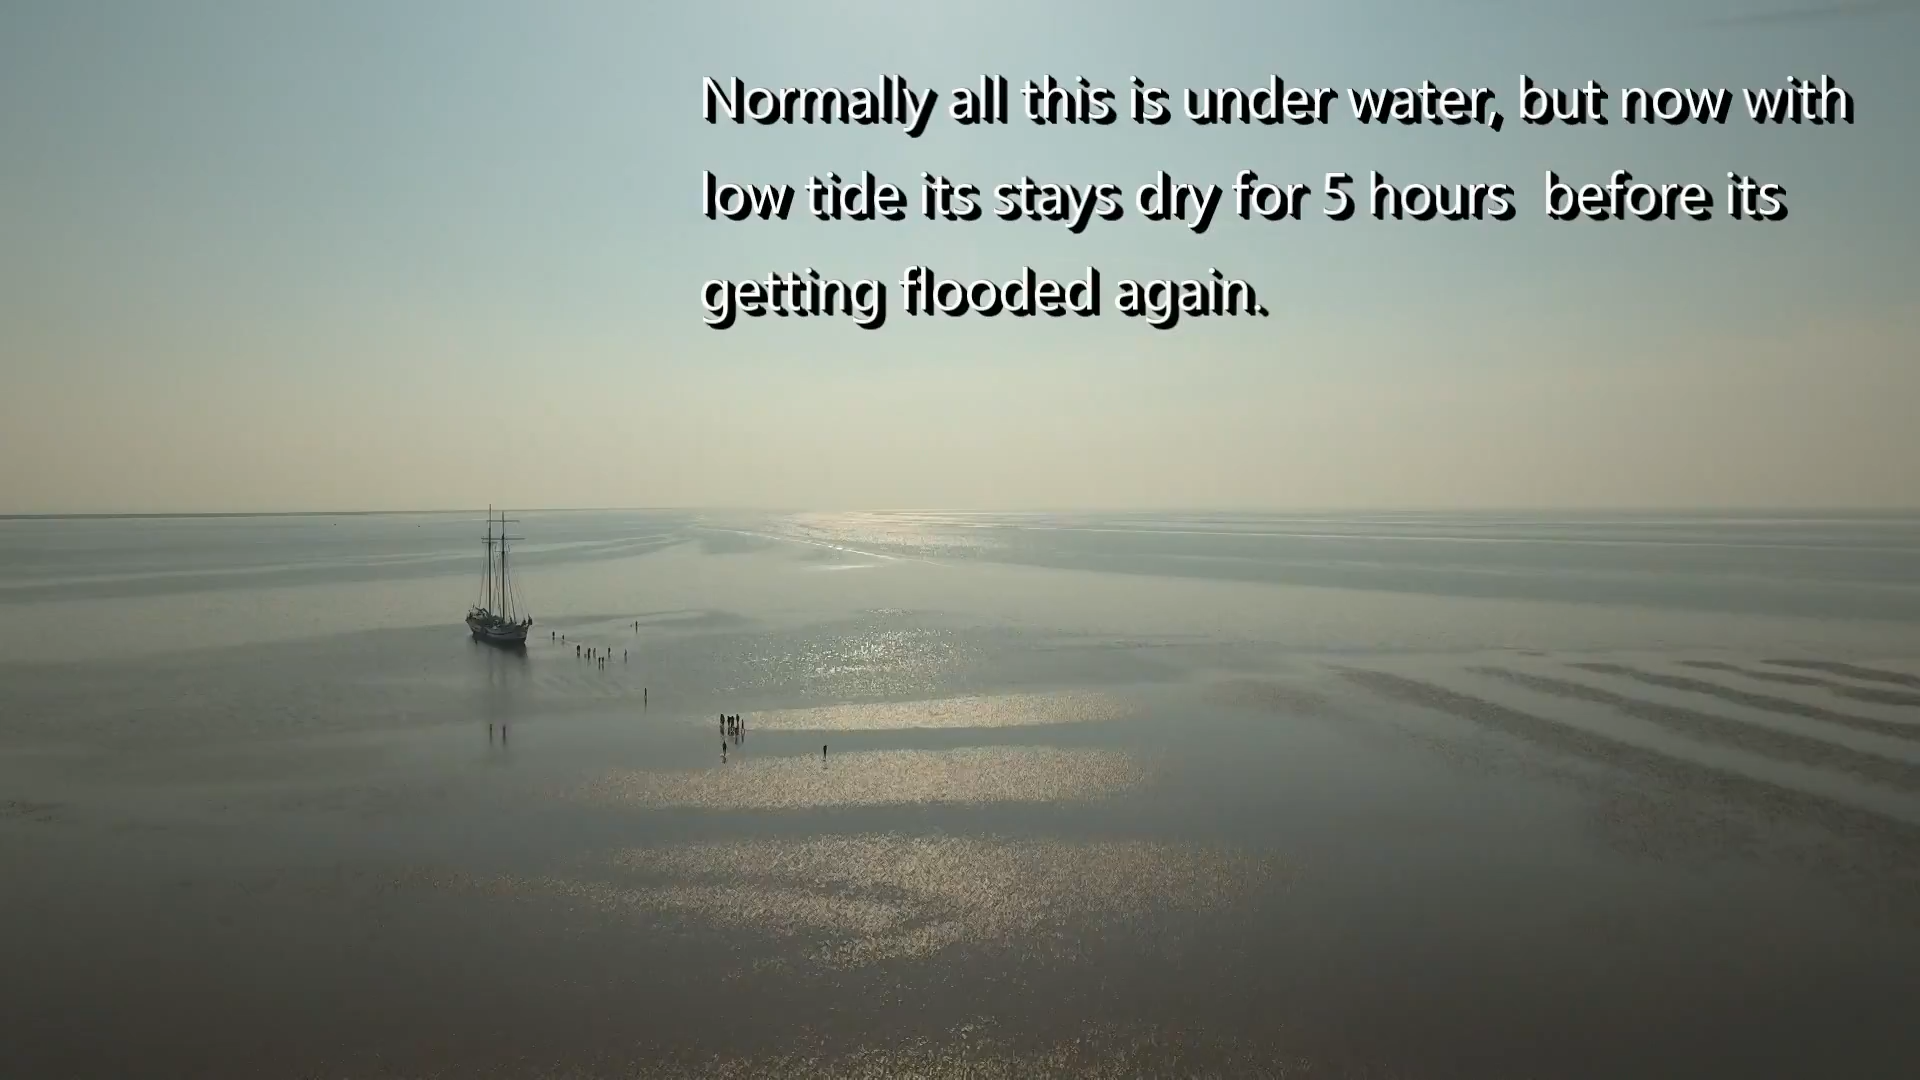 Normally all this is under water, but now with
low tide its stays dry for 5 hours  before its
getting flooded again.